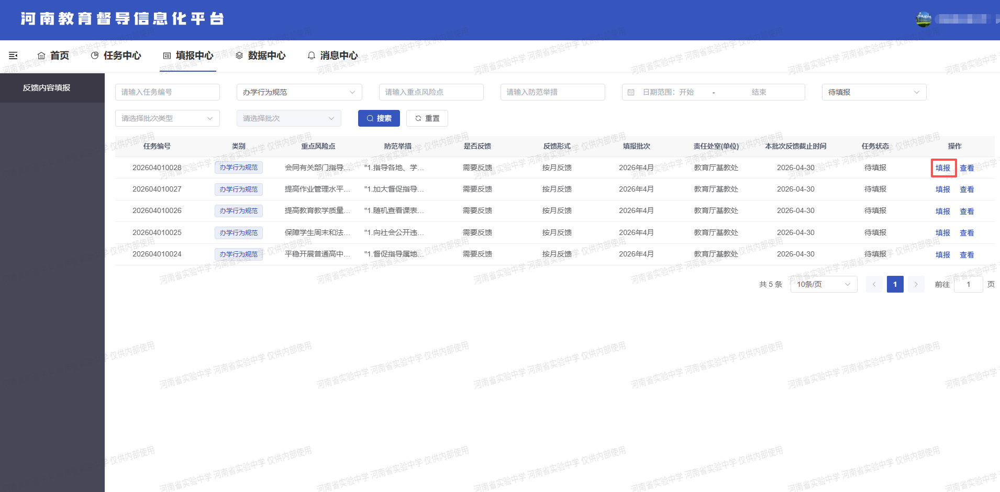 河南教育督导信息化平台
首页 任务中心 填报中心 数据中心 消息中心
反馈内容填报
请输入任务编号 办学行为规范 请输入重点风险点 请输入防范举措 日期范围：开始 - 结束 待填报
请选择批次类型 请选择批次 搜索 重置
任务编号 类别 重点风险点 防范举措 是否反馈 反馈形式 填报批次 责任处室(单位) 本批次反馈截止时间 任务状态 操作
202604010028 办学行为规范 会同有关部门指导... "1.指导各地、学... 需要反馈 按月反馈 2026年4月 教育厅基教处 2026-04-30 待填报 填报 查看
202604010027 办学行为规范 提高作业管理水平... "1.加大督促指导... 需要反馈 按月反馈 2026年4月 教育厅基教处 2026-04-30 待填报 填报 查看
202604010026 办学行为规范 提高教育教学质量... "1.随机查看课表... 需要反馈 按月反馈 2026年4月 教育厅基教处 2026-04-30 待填报 填报 查看
202604010025 办学行为规范 保障学生周末和法... "1.向社会公开违... 需要反馈 按月反馈 2026年4月 教育厅基教处 2026-04-30 待填报 填报 查看
202604010024 办学行为规范 平稳开展普通高中... "1.督促指导属地... 需要反馈 按月反馈 2026年4月 教育厅基教处 2026-04-30 待填报 填报 查看
共 5 条 10条/页 1 前往 1 页
河南省实验中学 仅供内部使用